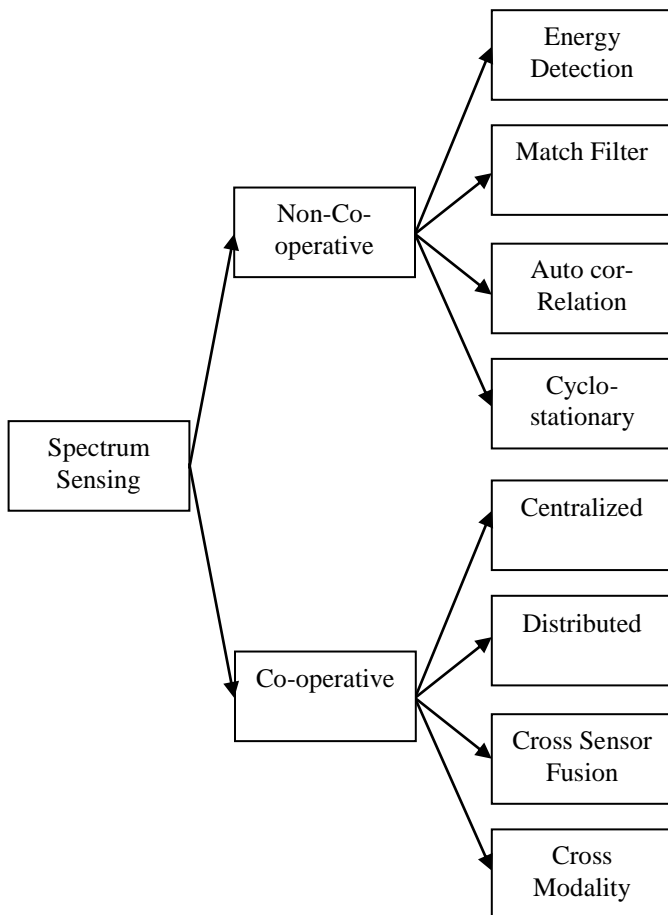 Energy
Detection
Match Filter
Non-Co-
operative
Auto cor-
Relation
Cyclo-
stationary
Spectrum
Sensing
Centralized
Distributed
Co-operative
Cross Sensor
Fusion
Cross
Modality